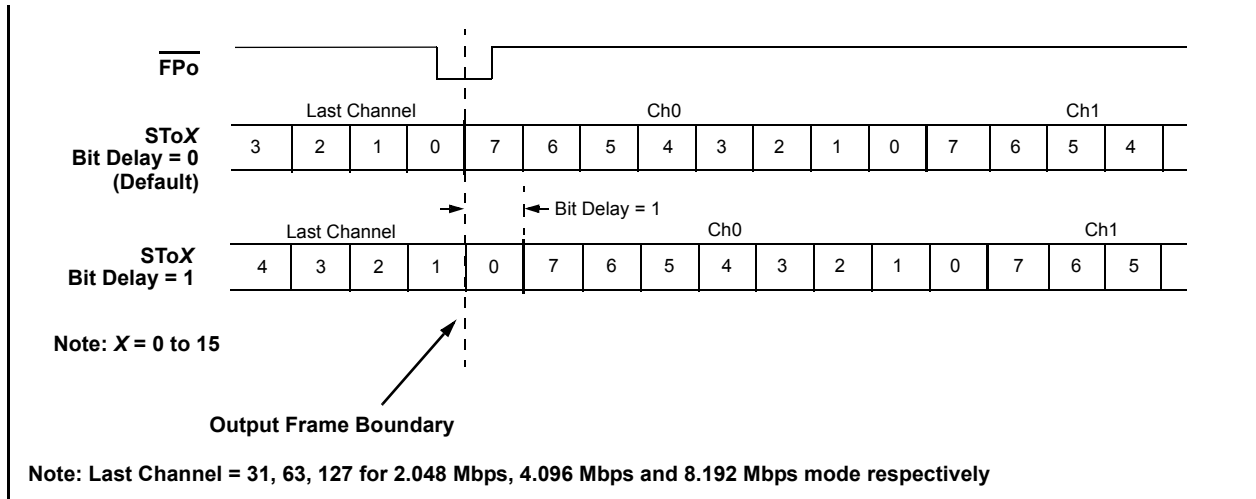 FPo
Last Channel Ch0 Ch1
SToX
Bit Delay = 0
(Default)
3 2 1 0 7 6 5 4 3 2 1 0 7 6 5 4
Bit Delay = 1
Last Channel Ch0 Ch1
SToX
Bit Delay = 1
4 3 2 1 0 7 6 5 4 3 2 1 0 7 6 5
Note: X = 0 to 15
Output Frame Boundary
Note: Last Channel = 31, 63, 127 for 2.048 Mbps, 4.096 Mbps and 8.192 Mbps mode respectively